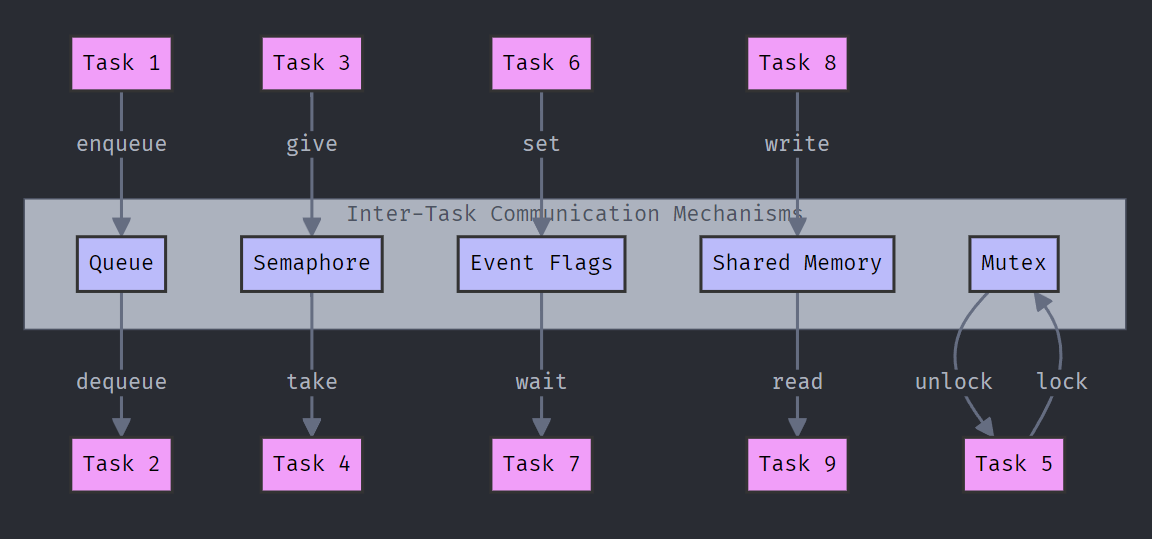 Task 1
Task 3
Task 6
Task 8
enqueue
give
set
write
Inter-Task Communication Mechanisms
Queue
Semaphore
Event Flags
Shared Memory
Mutex
dequeue
take
wait
read
unlock
lock
Task 2
Task 4
Task 7
Task 9
Task 5